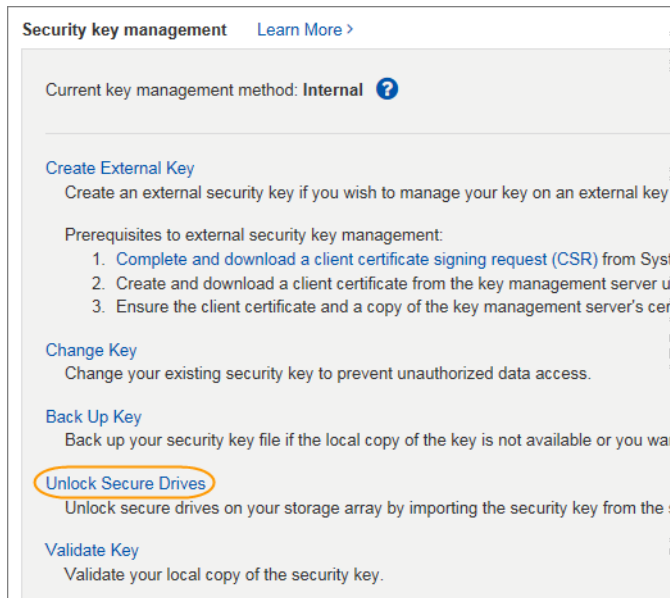 Security key management Learn More >
Current key management method: Internal ?
Create External Key
Create an external security key if you wish to manage your key on an external key
Prerequisites to external security key management:
1. Complete and download a client certificate signing request (CSR) from Syst
2. Create and download a client certificate from the key management server u
3. Ensure the client certificate and a copy of the key management server's cer
Change Key
Change your existing security key to prevent unauthorized data access.
Back Up Key
Back up your security key file if the local copy of the key is not available or you wa
Unlock Secure Drives
Unlock secure drives on your storage array by importing the security key from the s
Validate Key
Validate your local copy of the security key.